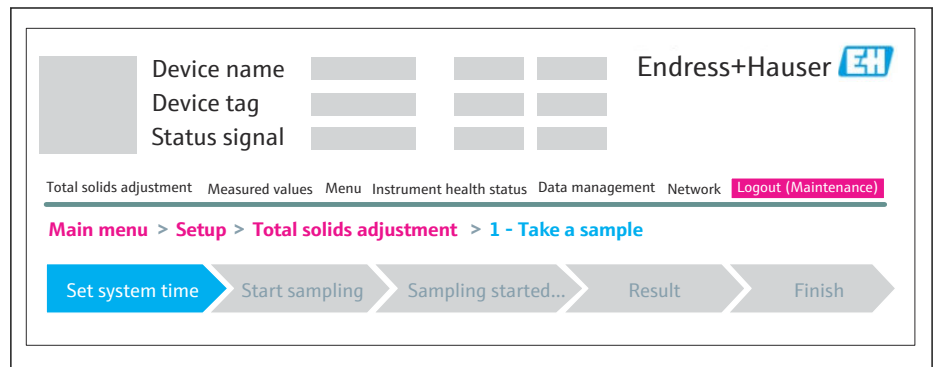 Device name
Endress+Hauser EH
Device tag
Status signal
Total solids adjustment Measured values Menu Instrument health status Data management Network Logout (Maintenance)
Main menu > Setup > Total solids adjustment > 1 - Take a sample
Set system time Start sampling Sampling started... Result Finish